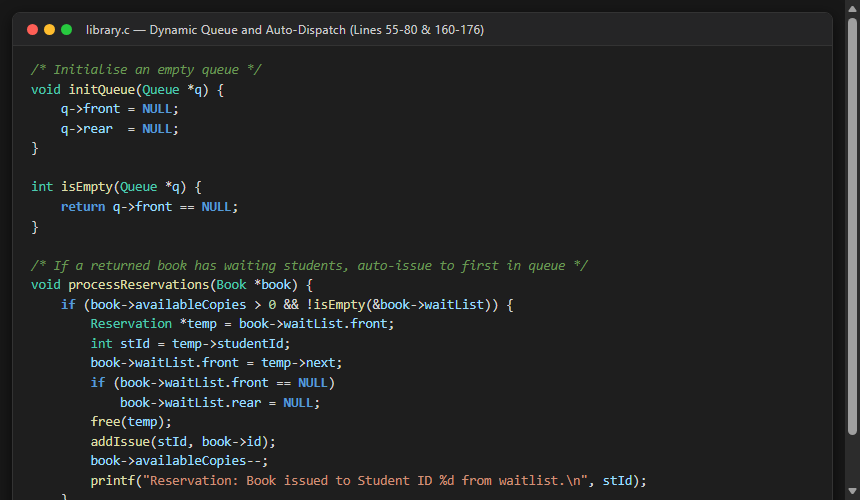 library.c — Dynamic Queue and Auto-Dispatch (Lines 55-80 & 160-176)
/* Initialise an empty queue */
void initQueue(Queue *q) {
    q->front = NULL;
    q->rear  = NULL;
}

int isEmpty(Queue *q) {
    return q->front == NULL;
}

/* If a returned book has waiting students, auto-issue to first in queue */
void processReservations(Book *book) {
    if (book->availableCopies > 0 && !isEmpty(&book->waitList)) {
        Reservation *temp = book->waitList.front;
        int stId = temp->studentId;
        book->waitList.front = temp->next;
        if (book->waitList.front == NULL)
            book->waitList.rear = NULL;
        free(temp);
        addIssue(stId, book->id);
        book->availableCopies--;
        printf("Reservation: Book issued to Student ID %d from waitlist.\n", stId);
    }